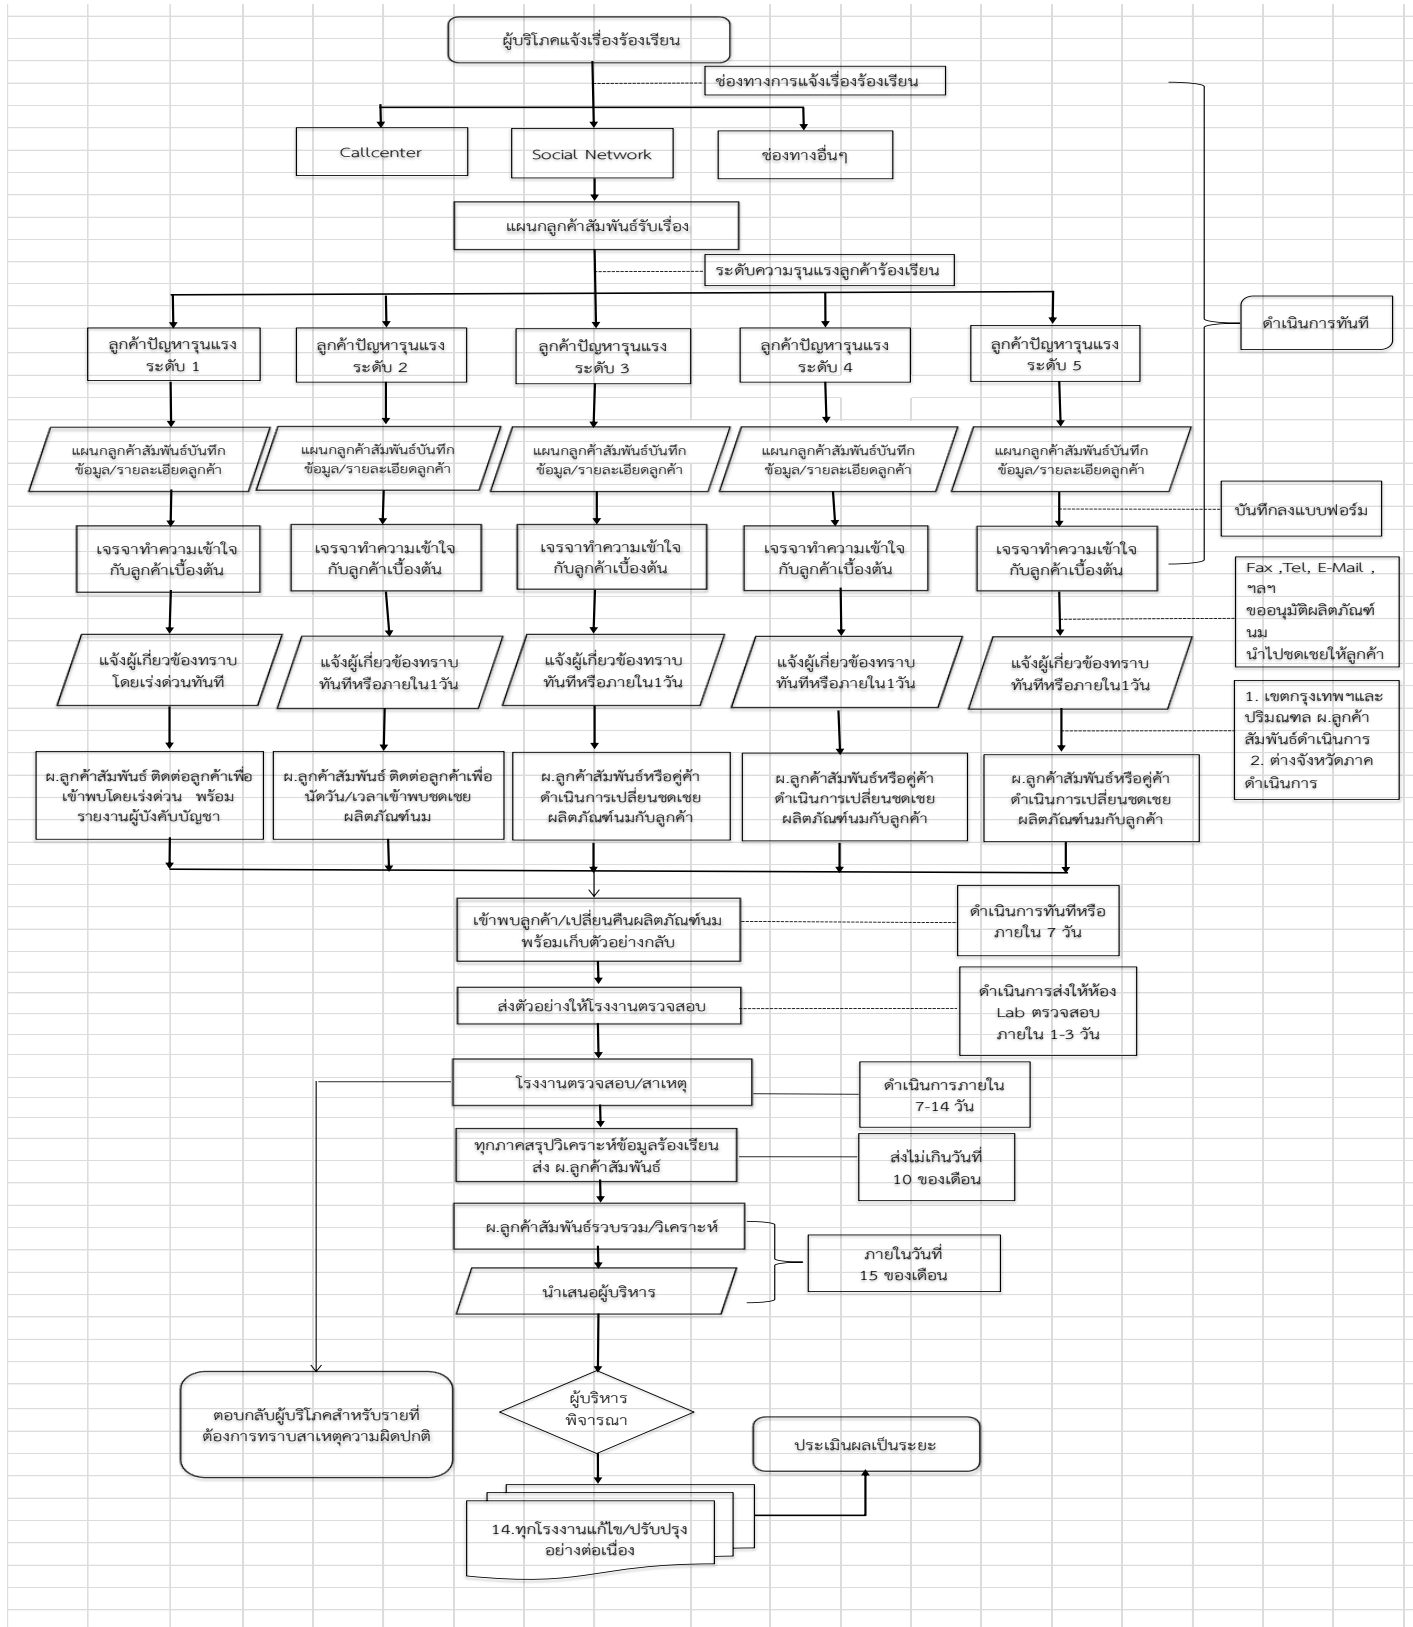 ผู้บริโภคแจ้งเรื่องร้องเรียน
ช่องทางการแจ้งเรื่องร้องเรียน
Callcenter
Social Network
ช่องทางอื่นๆ
แผนกลูกค้าสัมพันธ์รับเรื่อง
ระดับความรุนแรงลูกค้าร้องเรียน
ดำเนินการทันที
ลูกค้าปัญหารุนแรง
ระดับ 1
ลูกค้าปัญหารุนแรง
ระดับ 2
ลูกค้าปัญหารุนแรง
ระดับ 3
ลูกค้าปัญหารุนแรง
ระดับ 4
ลูกค้าปัญหารุนแรง
ระดับ 5
แผนกลูกค้าสัมพันธ์บันทึก
ข้อมูล/รายละเอียดลูกค้า
แผนกลูกค้าสัมพันธ์บันทึก
ข้อมูล/รายละเอียดลูกค้า
แผนกลูกค้าสัมพันธ์บันทึก
ข้อมูล/รายละเอียดลูกค้า
แผนกลูกค้าสัมพันธ์บันทึก
ข้อมูล/รายละเอียดลูกค้า
แผนกลูกค้าสัมพันธ์บันทึก
ข้อมูล/รายละเอียดลูกค้า
บันทึกลงแบบฟอร์ม
เจรจาทำความเข้าใจ
กับลูกค้าเบื้องต้น
เจรจาทำความเข้าใจ
กับลูกค้าเบื้องต้น
เจรจาทำความเข้าใจ
กับลูกค้าเบื้องต้น
เจรจาทำความเข้าใจ
กับลูกค้าเบื้องต้น
เจรจาทำความเข้าใจ
กับลูกค้าเบื้องต้น
Fax ,Tel, E-Mail ,
ฯลฯ
ขออนุมัติผลิตภัณฑ์
นม
นำไปชดเชยให้ลูกค้า
แจ้งผู้เกี่ยวข้องทราบ
โดยเร่งด่วนทันที
แจ้งผู้เกี่ยวข้องทราบ
ทันทีหรือภายใน1วัน
แจ้งผู้เกี่ยวข้องทราบ
ทันทีหรือภายใน1วัน
แจ้งผู้เกี่ยวข้องทราบ
ทันทีหรือภายใน1วัน
แจ้งผู้เกี่ยวข้องทราบ
ทันทีหรือภายใน1วัน
1. เขตกรุงเทพฯและ
ปริมณฑล ผ.ลูกค้า
สัมพันธ์ดำเนินการ
2. ต่างจังหวัดภาค
ดำเนินการ
ผ.ลูกค้าสัมพันธ์ ติดต่อลูกค้าเพื่อ
เข้าพบโดยเร่งด่วน พร้อม
รายงานผู้บังคับบัญชา
ผ.ลูกค้าสัมพันธ์ ติดต่อลูกค้าเพื่อ
นัดวัน/เวลาเข้าพบชดเชย
ผลิตภัณฑ์นม
ผ.ลูกค้าสัมพันธ์หรือคู่ค้า
ดำเนินการเปลี่ยนชดเชย
ผลิตภัณฑ์นมกับลูกค้า
ผ.ลูกค้าสัมพันธ์หรือคู่ค้า
ดำเนินการเปลี่ยนชดเชย
ผลิตภัณฑ์นมกับลูกค้า
ผ.ลูกค้าสัมพันธ์หรือคู่ค้า
ดำเนินการเปลี่ยนชดเชย
ผลิตภัณฑ์นมกับลูกค้า
เข้าพบลูกค้า/เปลี่ยนคืนผลิตภัณฑ์นม
พร้อมเก็บตัวอย่างกลับ
ดำเนินการทันทีหรือ
ภายใน 7 วัน
ส่งตัวอย่างให้โรงงานตรวจสอบ
ดำเนินการส่งให้ห้อง
Lab ตรวจสอบ
ภายใน 1-3 วัน
โรงงานตรวจสอบ/สาเหตุ
ดำเนินการภายใน
7-14 วัน
ทุกภาคสรุปวิเคราะห์ข้อมูลร้องเรียน
ส่ง ผ.ลูกค้าสัมพันธ์
ส่งไม่เกินวันที่
10 ของเดือน
ผ.ลูกค้าสัมพันธ์รวบรวม/วิเคราะห์
ภายในวันที่
15 ของเดือน
นำเสนอผู้บริหาร
ผู้บริหาร
พิจารณา
ตอบกลับผู้บริโภคสำหรับรายที่
ต้องการทราบสาเหตุความผิดปกติ
ประเมินผลเป็นระยะ
14.ทุกโรงงานแก้ไข/ปรับปรุง
อย่างต่อเนื่อง